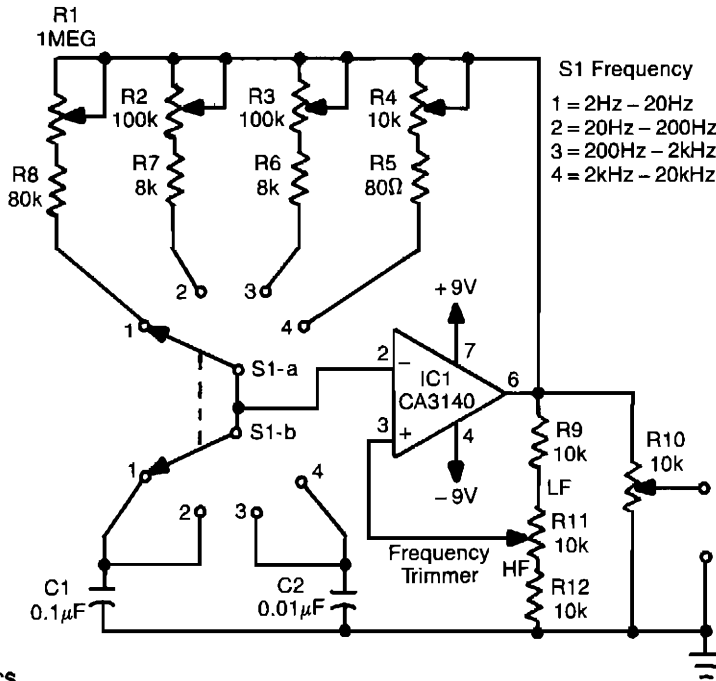 R1
1MEG
R2
100k
R3
100k
R4
10k
S1 Frequency
1 = 2Hz – 20Hz
2 = 20Hz – 200Hz
3 = 200Hz – 2kHz
4 = 2kHz – 20kHz
R8
80k
R7
8k
R6
8k
R5
80Ω
2
3
4
1
+9V
S1-a
2
–
7
IC1
CA3140
6
3
+
4
S1-b
–9V
R9
10k
R10
10k
1
2
3
4
LF
R11
10k
Frequency
Trimmer
HF
C1
0.1μF
C2
0.01μF
R12
10k
cs